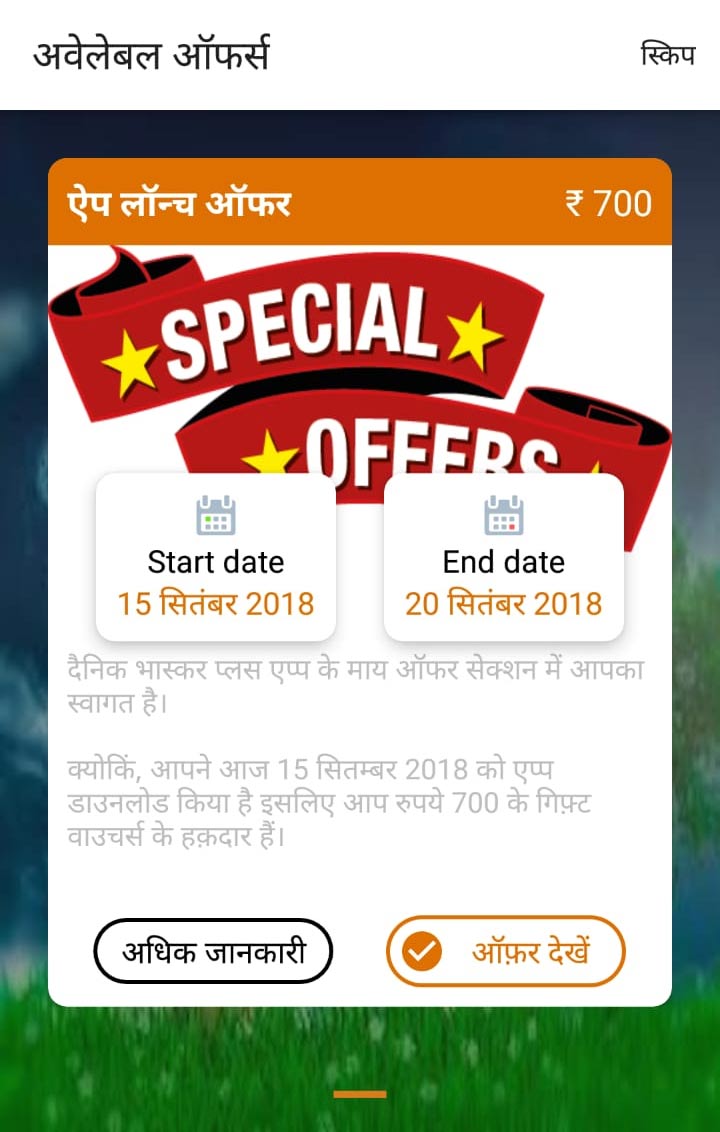 अवेलेबल ऑफर्स
स्किप
ऐप लॉन्च ऑफर
₹ 700
SPECIAL
OFFERS
Start date
15 सितंबर 2018
End date
20 सितंबर 2018
दैनिक भास्कर प्लस एप्प के माय ऑफर सेक्शन में आपका
स्वागत है।
क्योकिं, आपने आज 15 सितम्बर 2018 को एप्प
डाउनलोड किया है इसलिए आप रुपये 700 के गिफ़्ट
वाउचर्स के हक़दार हैं।
अधिक जानकारी
ऑफ़र देखें